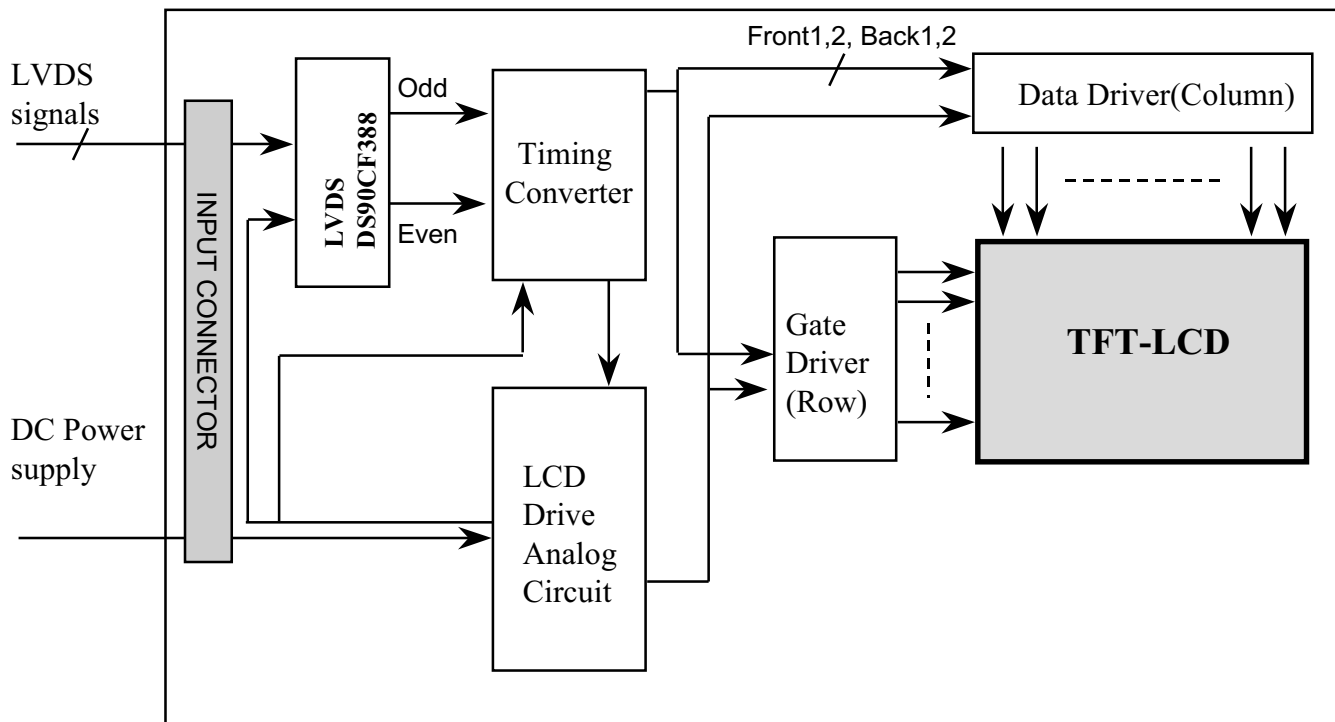 Front1,2, Back1,2
LVDS
signals
Odd
Data Driver(Column)
INPUT CONNECTOR
LVDS
DS90CF388
Timing
Converter
Even
Gate
Driver
(Row)
TFT-LCD
DC Power
supply
LCD
Drive
Analog
Circuit